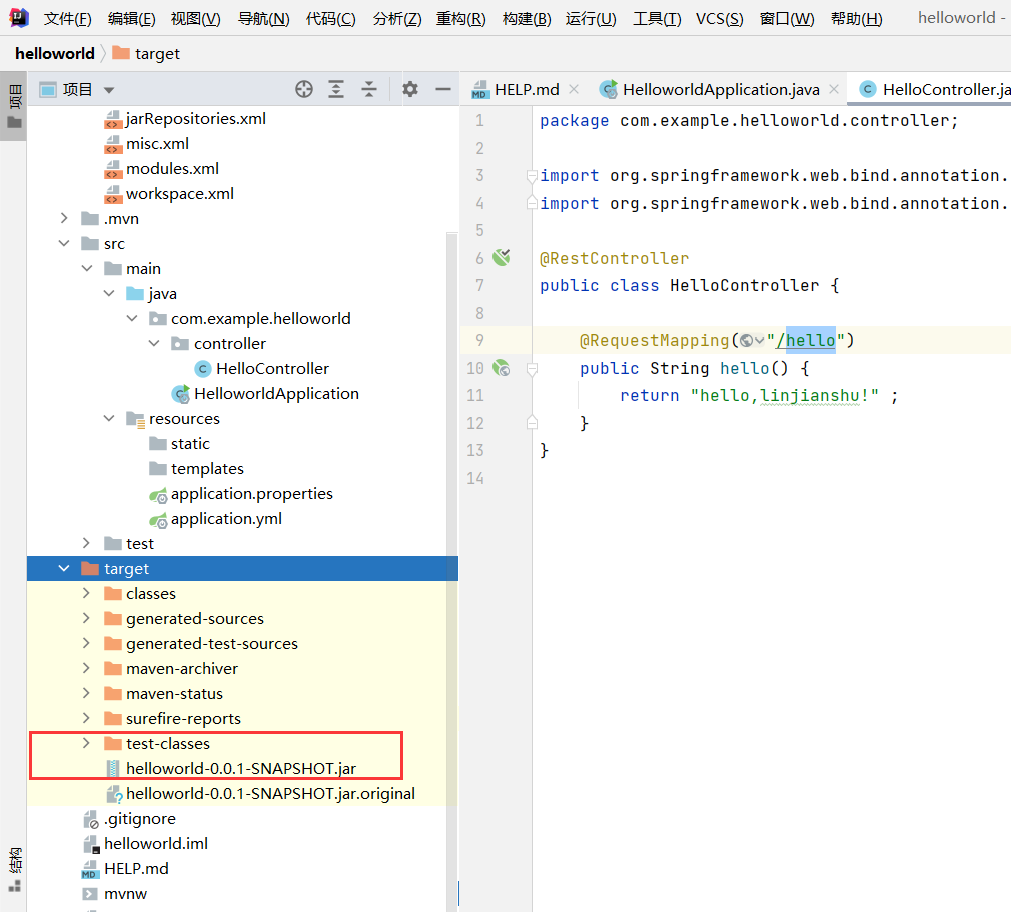 文件(F) 编辑(E) 视图(V) 导航(N) 代码(C) 分析(Z) 重构(R) 构建(B) 运行(U) 工具(T) VCS(S) 窗口(W) 帮助(H) helloworld -
helloworld target
项目
项目
HELP.md HelloworldApplication.java HelloController.ja
jarRepositories.xml
misc.xml
modules.xml
workspace.xml
.mvn
src
main
java
com.example.helloworld
controller
HelloController
HelloworldApplication
resources
static
templates
application.properties
application.yml
test
target
classes
generated-sources
generated-test-sources
maven-archiver
maven-status
surefire-reports
test-classes
helloworld-0.0.1-SNAPSHOT.jar
helloworld-0.0.1-SNAPSHOT.jar.original
.gitignore
helloworld.iml
HELP.md
mvnw
结构
1 package com.example.helloworld.controller;
2
3 import org.springframework.web.bind.annotation.
4 import org.springframework.web.bind.annotation.
5
6 @RestController
7 public class HelloController {
8
9 @RequestMapping("/hello")
10 public String hello() {
11 return "hello,linjianshu!" ;
12 }
13 }
14